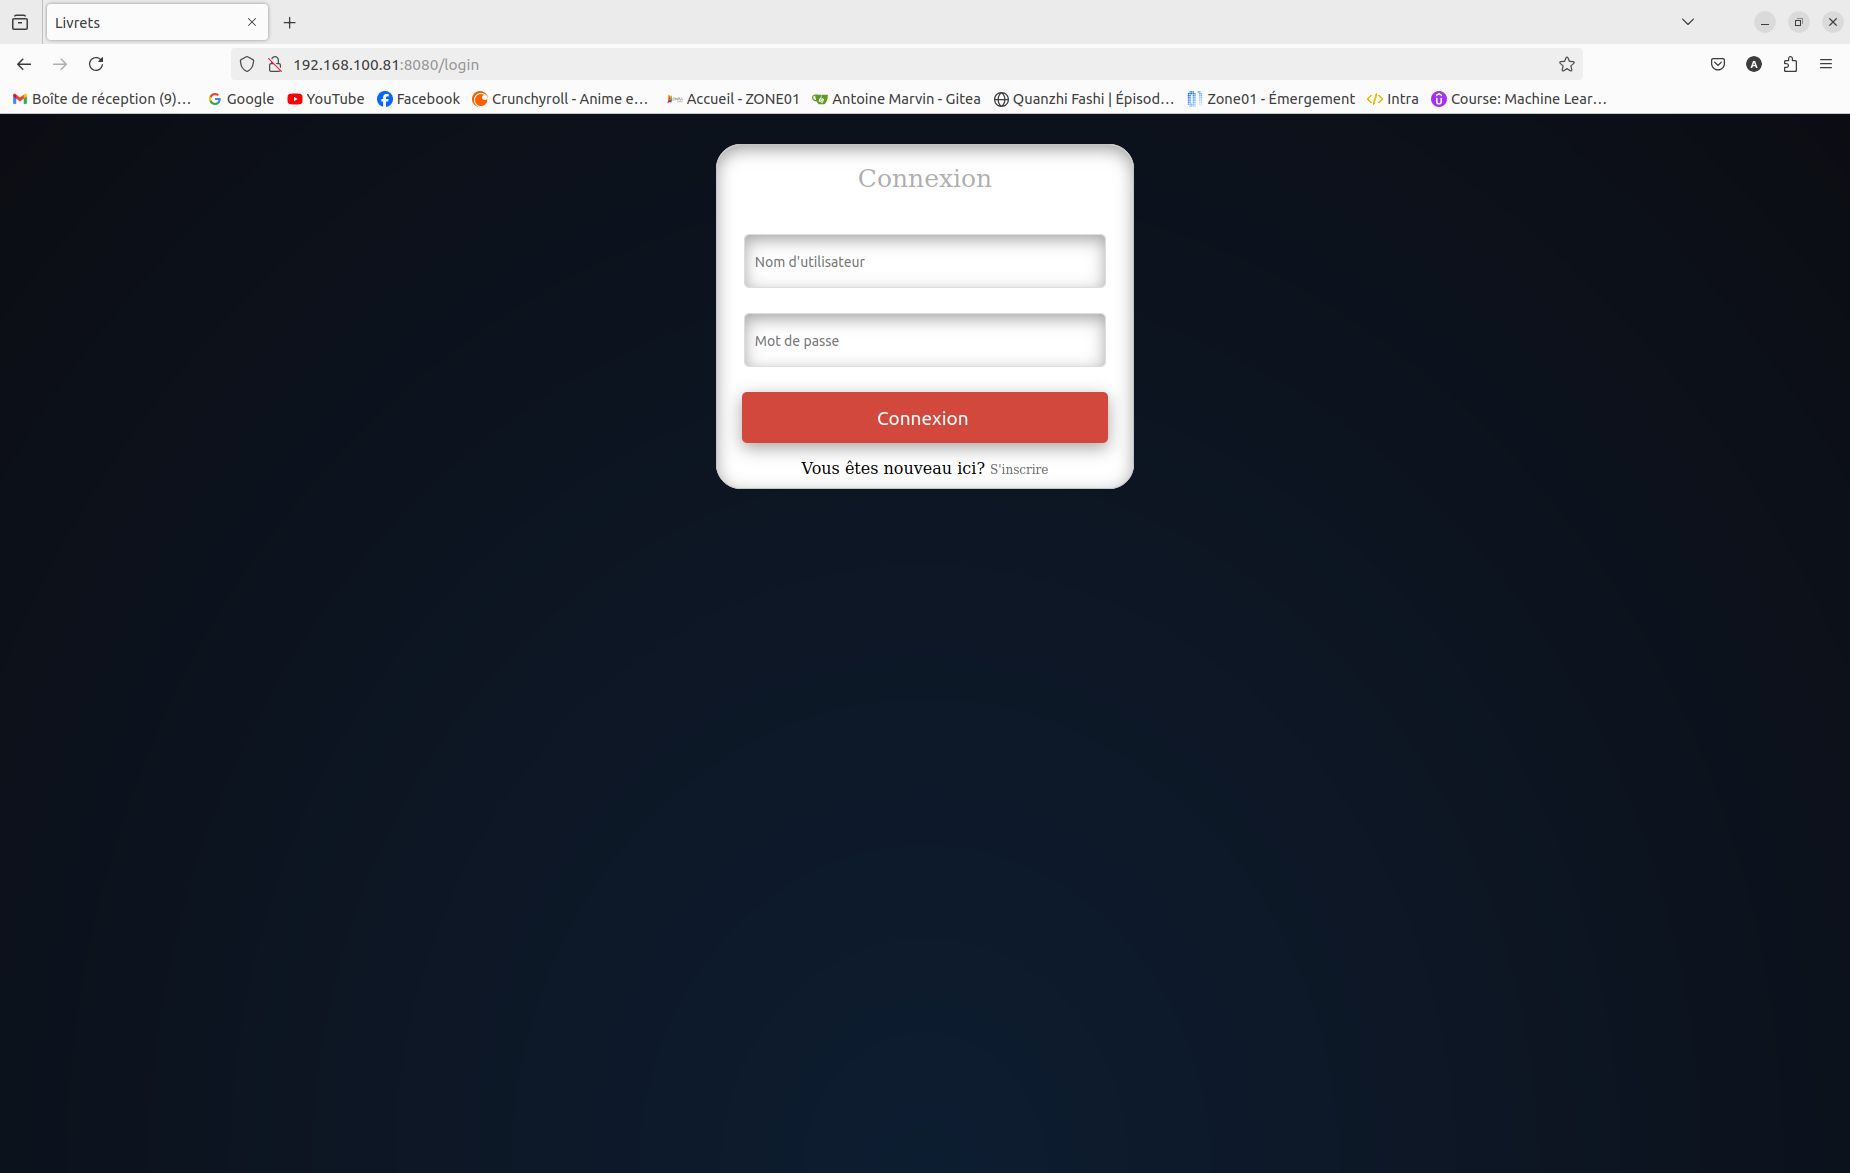 Livrets
192.168.100.81:8080/login
Boîte de réception (9)… Google YouTube Facebook Crunchyroll - Anime e… Accueil - ZONE01 Antoine Marvin - Gitea Quanzhi Fashi | Épisod… Zone01 - Émergement Intra Course: Machine Lear…
Connexion
Nom d'utilisateur
Mot de passe
Connexion
Vous êtes nouveau ici? S'inscrire